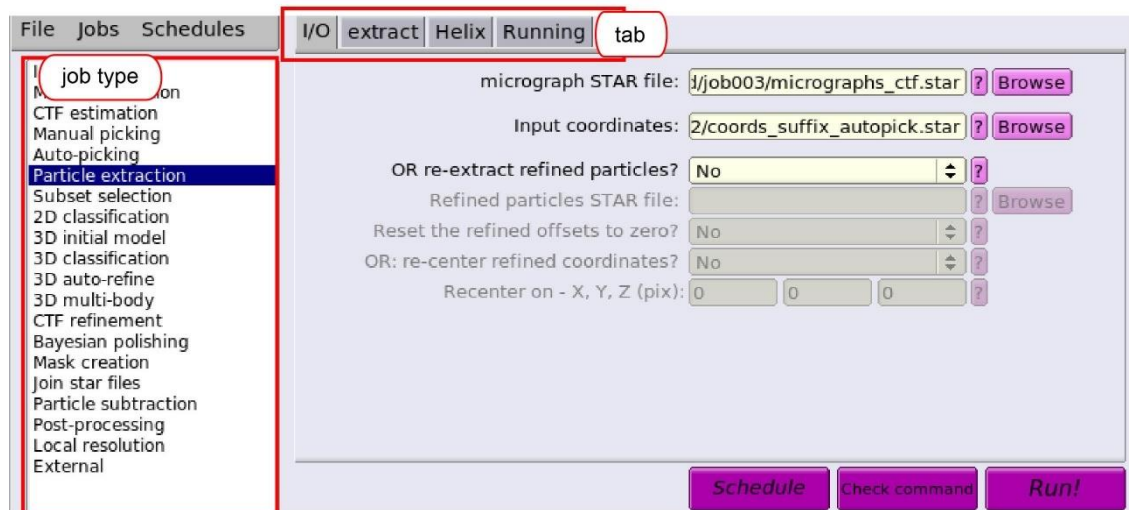 File Jobs Schedules
I/O extract Helix Running
tab
job type
CTF estimation
Manual picking
Auto-picking
Particle extraction
Subset selection
2D classification
3D initial model
3D classification
3D auto-refine
3D multi-body
CTF refinement
Bayesian polishing
Mask creation
Join star files
Particle subtraction
Post-processing
Local resolution
External
micrograph STAR file: /job003/micrographs_ctf.star ? Browse
Input coordinates: 2/coords_suffix_autopick.star ? Browse
OR re-extract refined particles? No ?
Refined particles STAR file: ? Browse
Reset the refined offsets to zero? No ?
OR: re-center refined coordinates? No ?
Recenter on - X, Y, Z (pix): 0 0 0 ?
Schedule Check command Run!